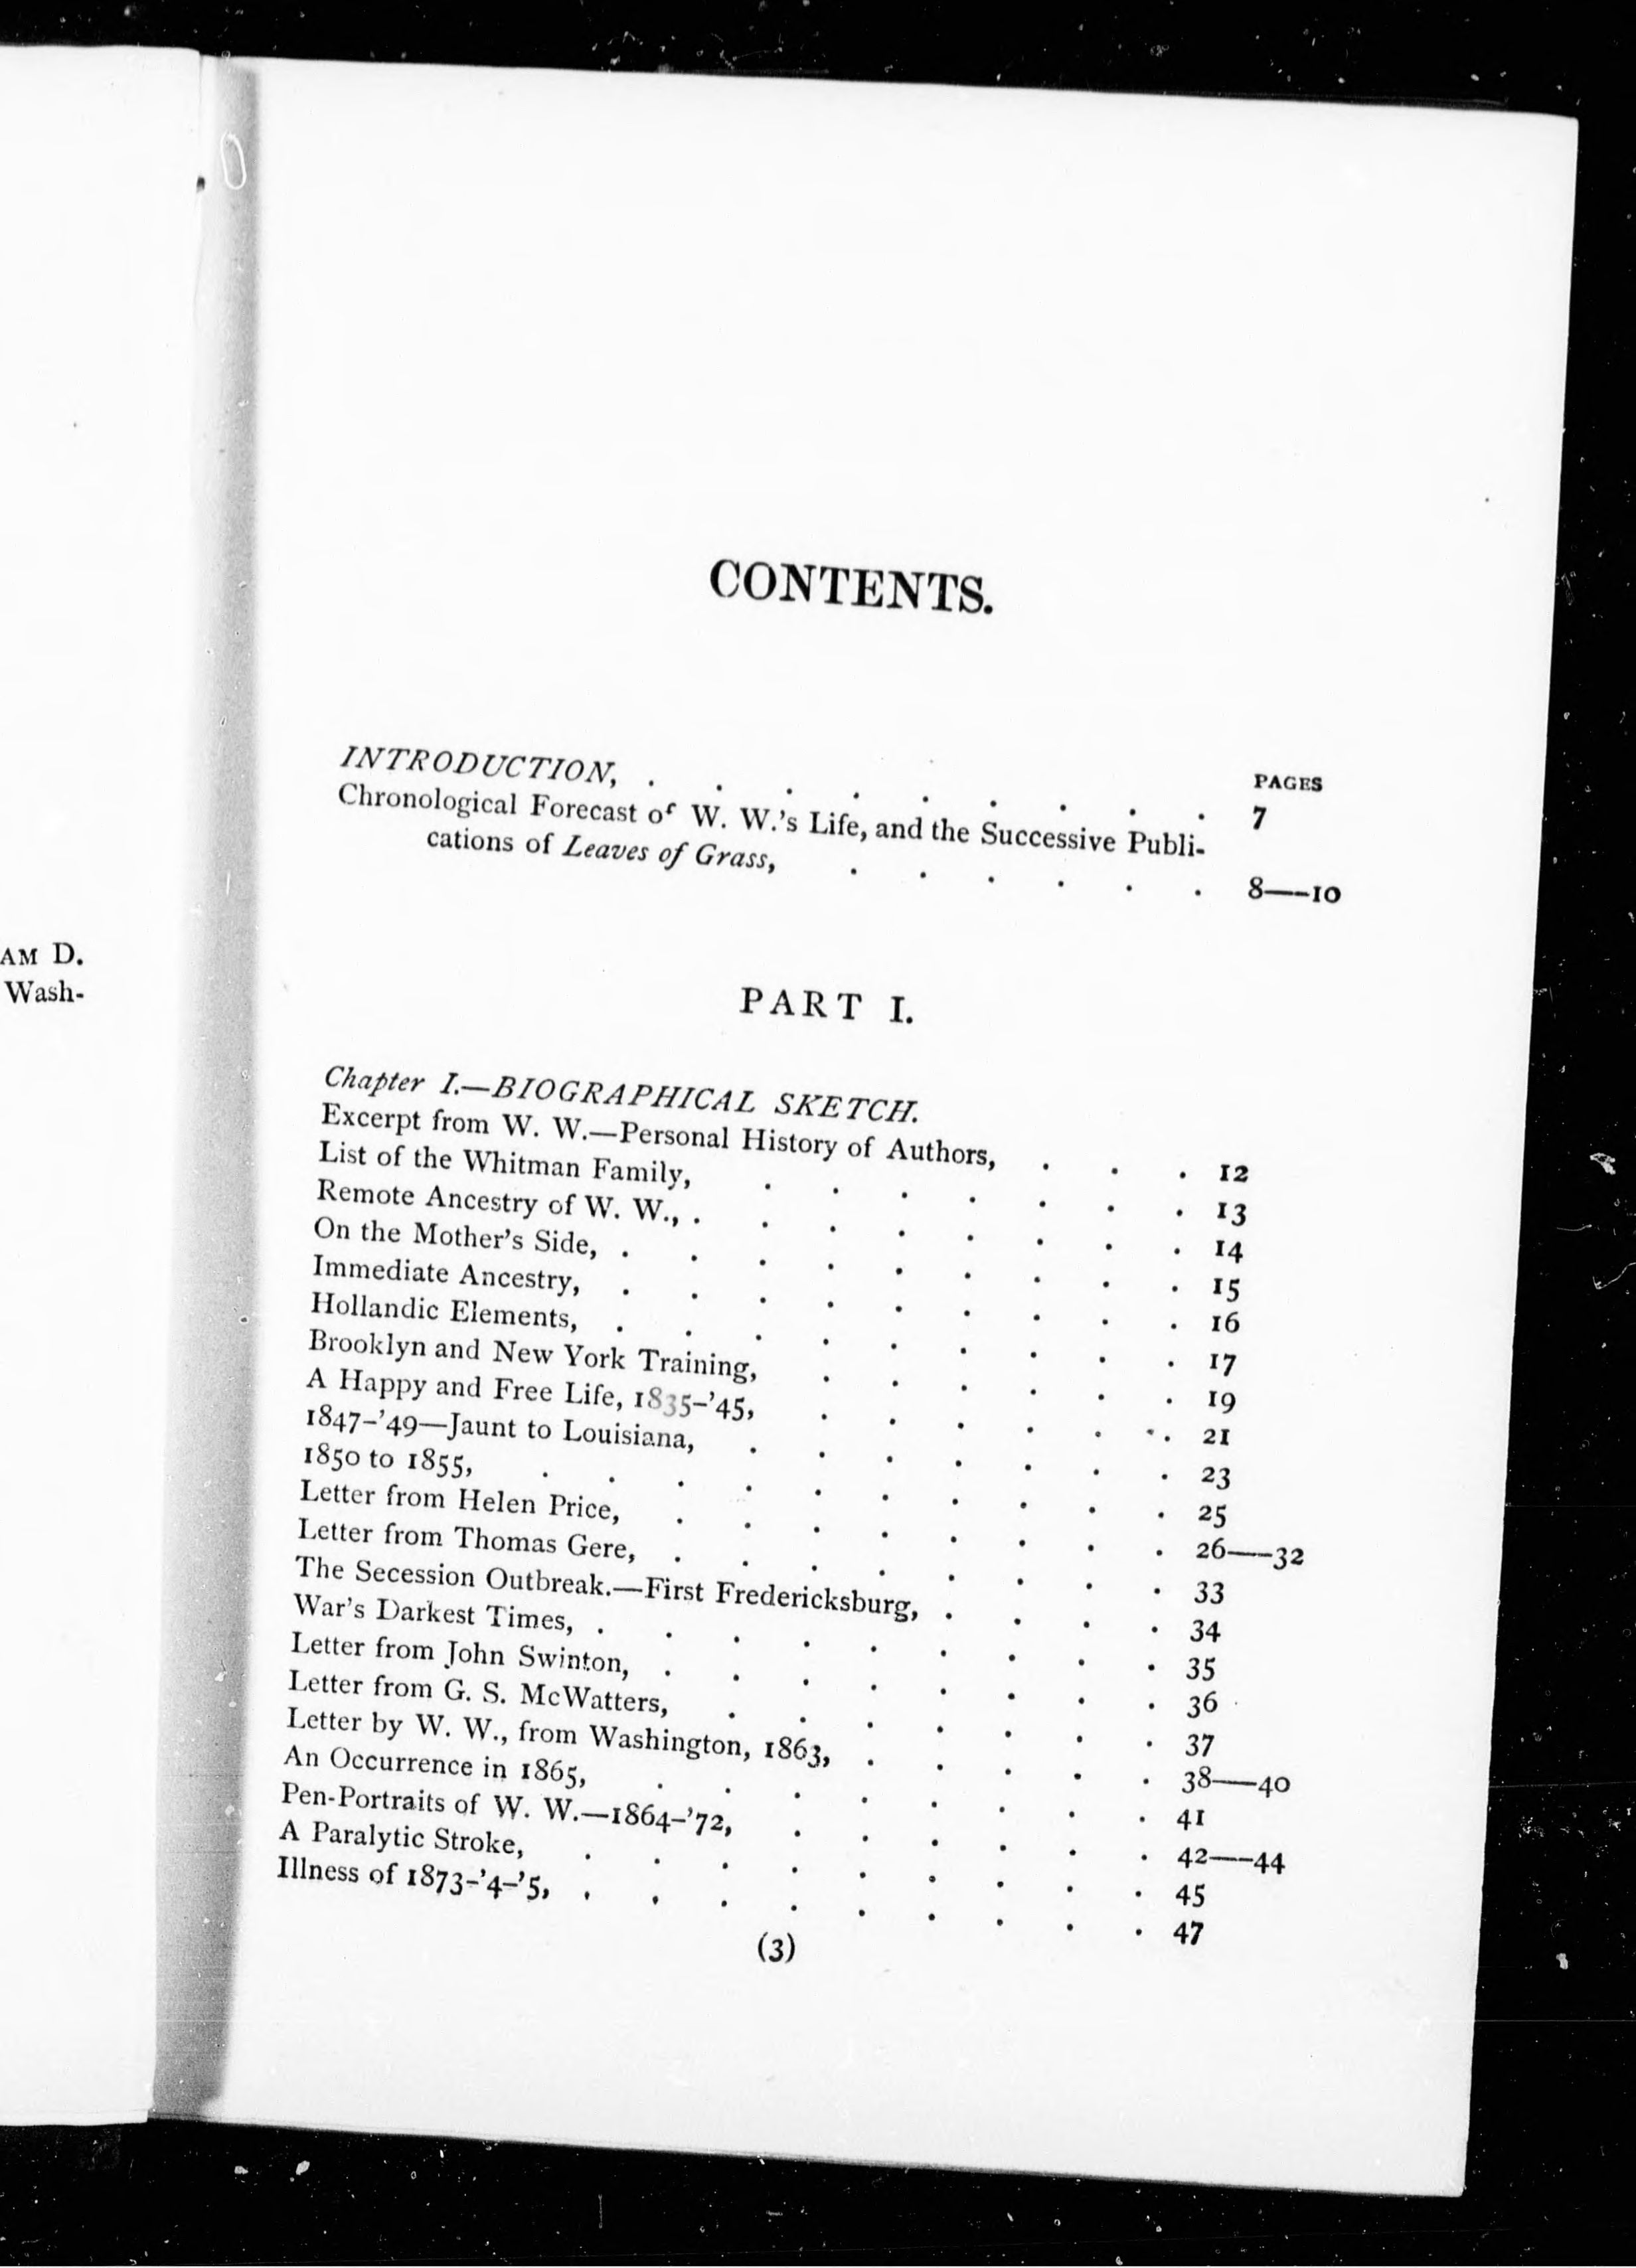 AM D.
Wash-
CONTENTS.
PAGES
INTRODUCTION, . . . . . . . . . 7
Chronological Forecast of W. W.'s Life, and the Successive Publi-
cations of Leaves of Grass, . . . . . . 8——10
PART I.
Chapter I.—BIOGRAPHICAL SKETCH.
Excerpt from W. W.—Personal History of Authors, . . . 12
List of the Whitman Family, . . . . . . . 13
Remote Ancestry of W. W., . . . . . . . . 14
On the Mother's Side, . . . . . . . . . 15
Immediate Ancestry, . . . . . . . . . 16
Hollandic Elements, . . . . . . . . . 17
Brooklyn and New York Training, . . . . . . 19
A Happy and Free Life, 1835-'45, . . . . . . 21
1847-'49—Jaunt to Louisiana, . . . . . . . 23
1850 to 1855, . . . . . . . . . . 25
Letter from Helen Price, . . . . . . . . 26——32
Letter from Thomas Gere, . . . . . . . . 33
The Secession Outbreak.—First Fredericksburg, . . . . 34
War's Darkest Times, . . . . . . . . . 35
Letter from John Swinton, . . . . . . . . 36
Letter from G. S. McWatters, . . . . . . . 37
Letter by W. W., from Washington, 1863, . . . . . 38——40
An Occurrence in 1865, . . . . . . . . 41
Pen-Portraits of W. W.—1864-'72, . . . . . . 42——44
A Paralytic Stroke, . . . . . . . . . 45
Illness of 1873-'4-'5, . . . . . . . . . 47
(3)